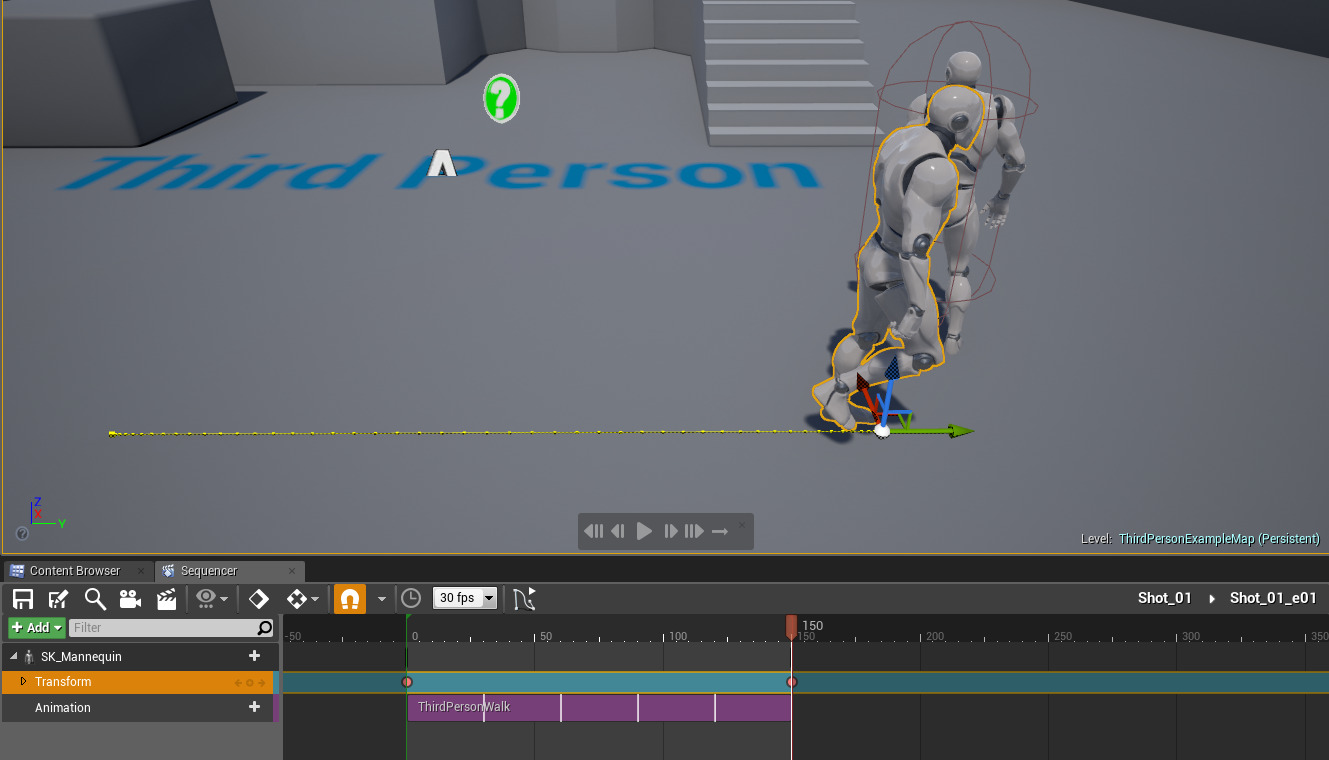 ?
Third Person
Z
X
Y
?
Level: ThirdPersonExampleMap (Persistent)
Content Browser
Sequencer
30 fps
Shot_01
Shot_01_e01
Add
Filter
150
-50
0
50
100
150
200
250
300
350
SK_Mannequin
Transform
Animation
ThirdPersonWalk